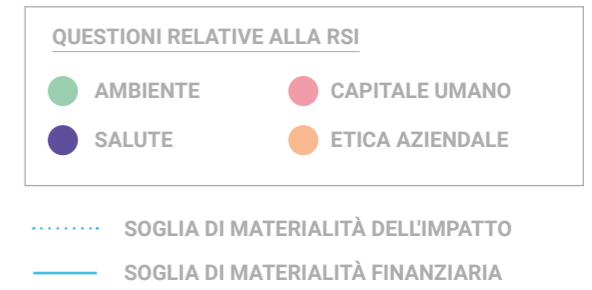 QUESTIONI RELATIVE ALLA RSI
AMBIENTE
CAPITALE UMANO
SALUTE
ETICA AZIENDALE
SOGLIA DI MATERIALITÀ DELL'IMPATTO
SOGLIA DI MATERIALITÀ FINANZIARIA